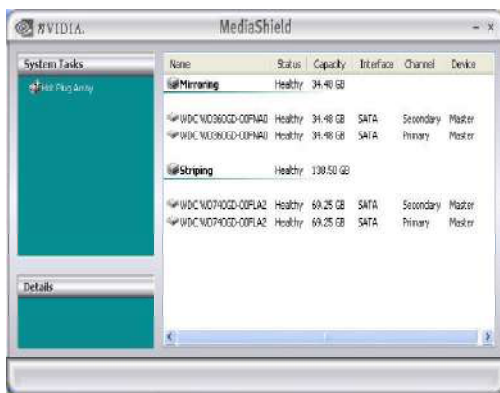 NVIDIA.
MediaShield
System Tasks
Hot Plug Array
Details
Name Status Capacity Interface Channel Device
Mirroring Healthy 34.48 GB
WDC WD360GD-00FNA0 Healthy 34.48 GB SATA Secondary Master
WDC WD360GD-00FNA0 Healthy 34.48 GB SATA Primary Master
Striping Healthy 138.50 GB
WDC WD740GD-00FLA2 Healthy 69.25 GB SATA Secondary Master
WDC WD740GD-00FLA2 Healthy 69.25 GB SATA Primary Master